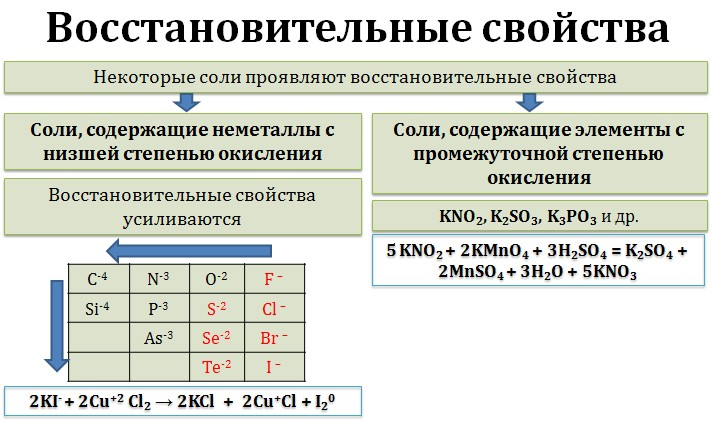 Восстановительные свойства
Некоторые соли проявляют восстановительные свойства
Соли, содержащие неметаллы с
низшей степенью окисления
Восстановительные свойства
усиливаются
C-4 N-3 O-2 F –
Si-4 P-3 S-2 Cl –
As-3 Se-2 Br –
Te-2 I –
2KI- + 2Cu+2 Cl2 → 2KCl + 2Cu+Cl + I20
Соли, содержащие элементы с
промежуточной степенью
окисления
KNO2, K2SO3, K3PO3 и др.
5 KNO2 + 2KMnO4 + 3H2SO4 = K2SO4 +
2MnSO4 + 3H2O + 5KNO3